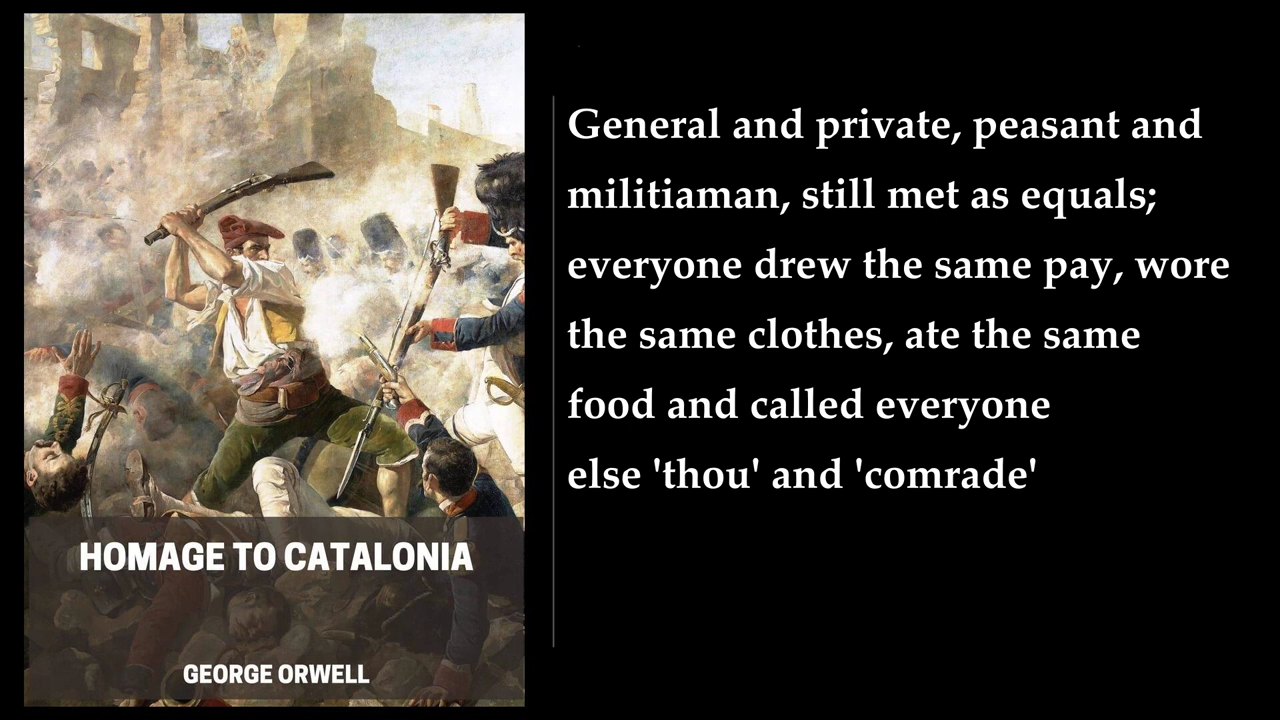 General and private, peasant and
militiaman, still met as equals;
everyone drew the same pay, wore
the same clothes, ate the same
food and called everyone
else 'thou' and 'comrade'
HOMAGE TO CATALONIA
GEORGE ORWELL